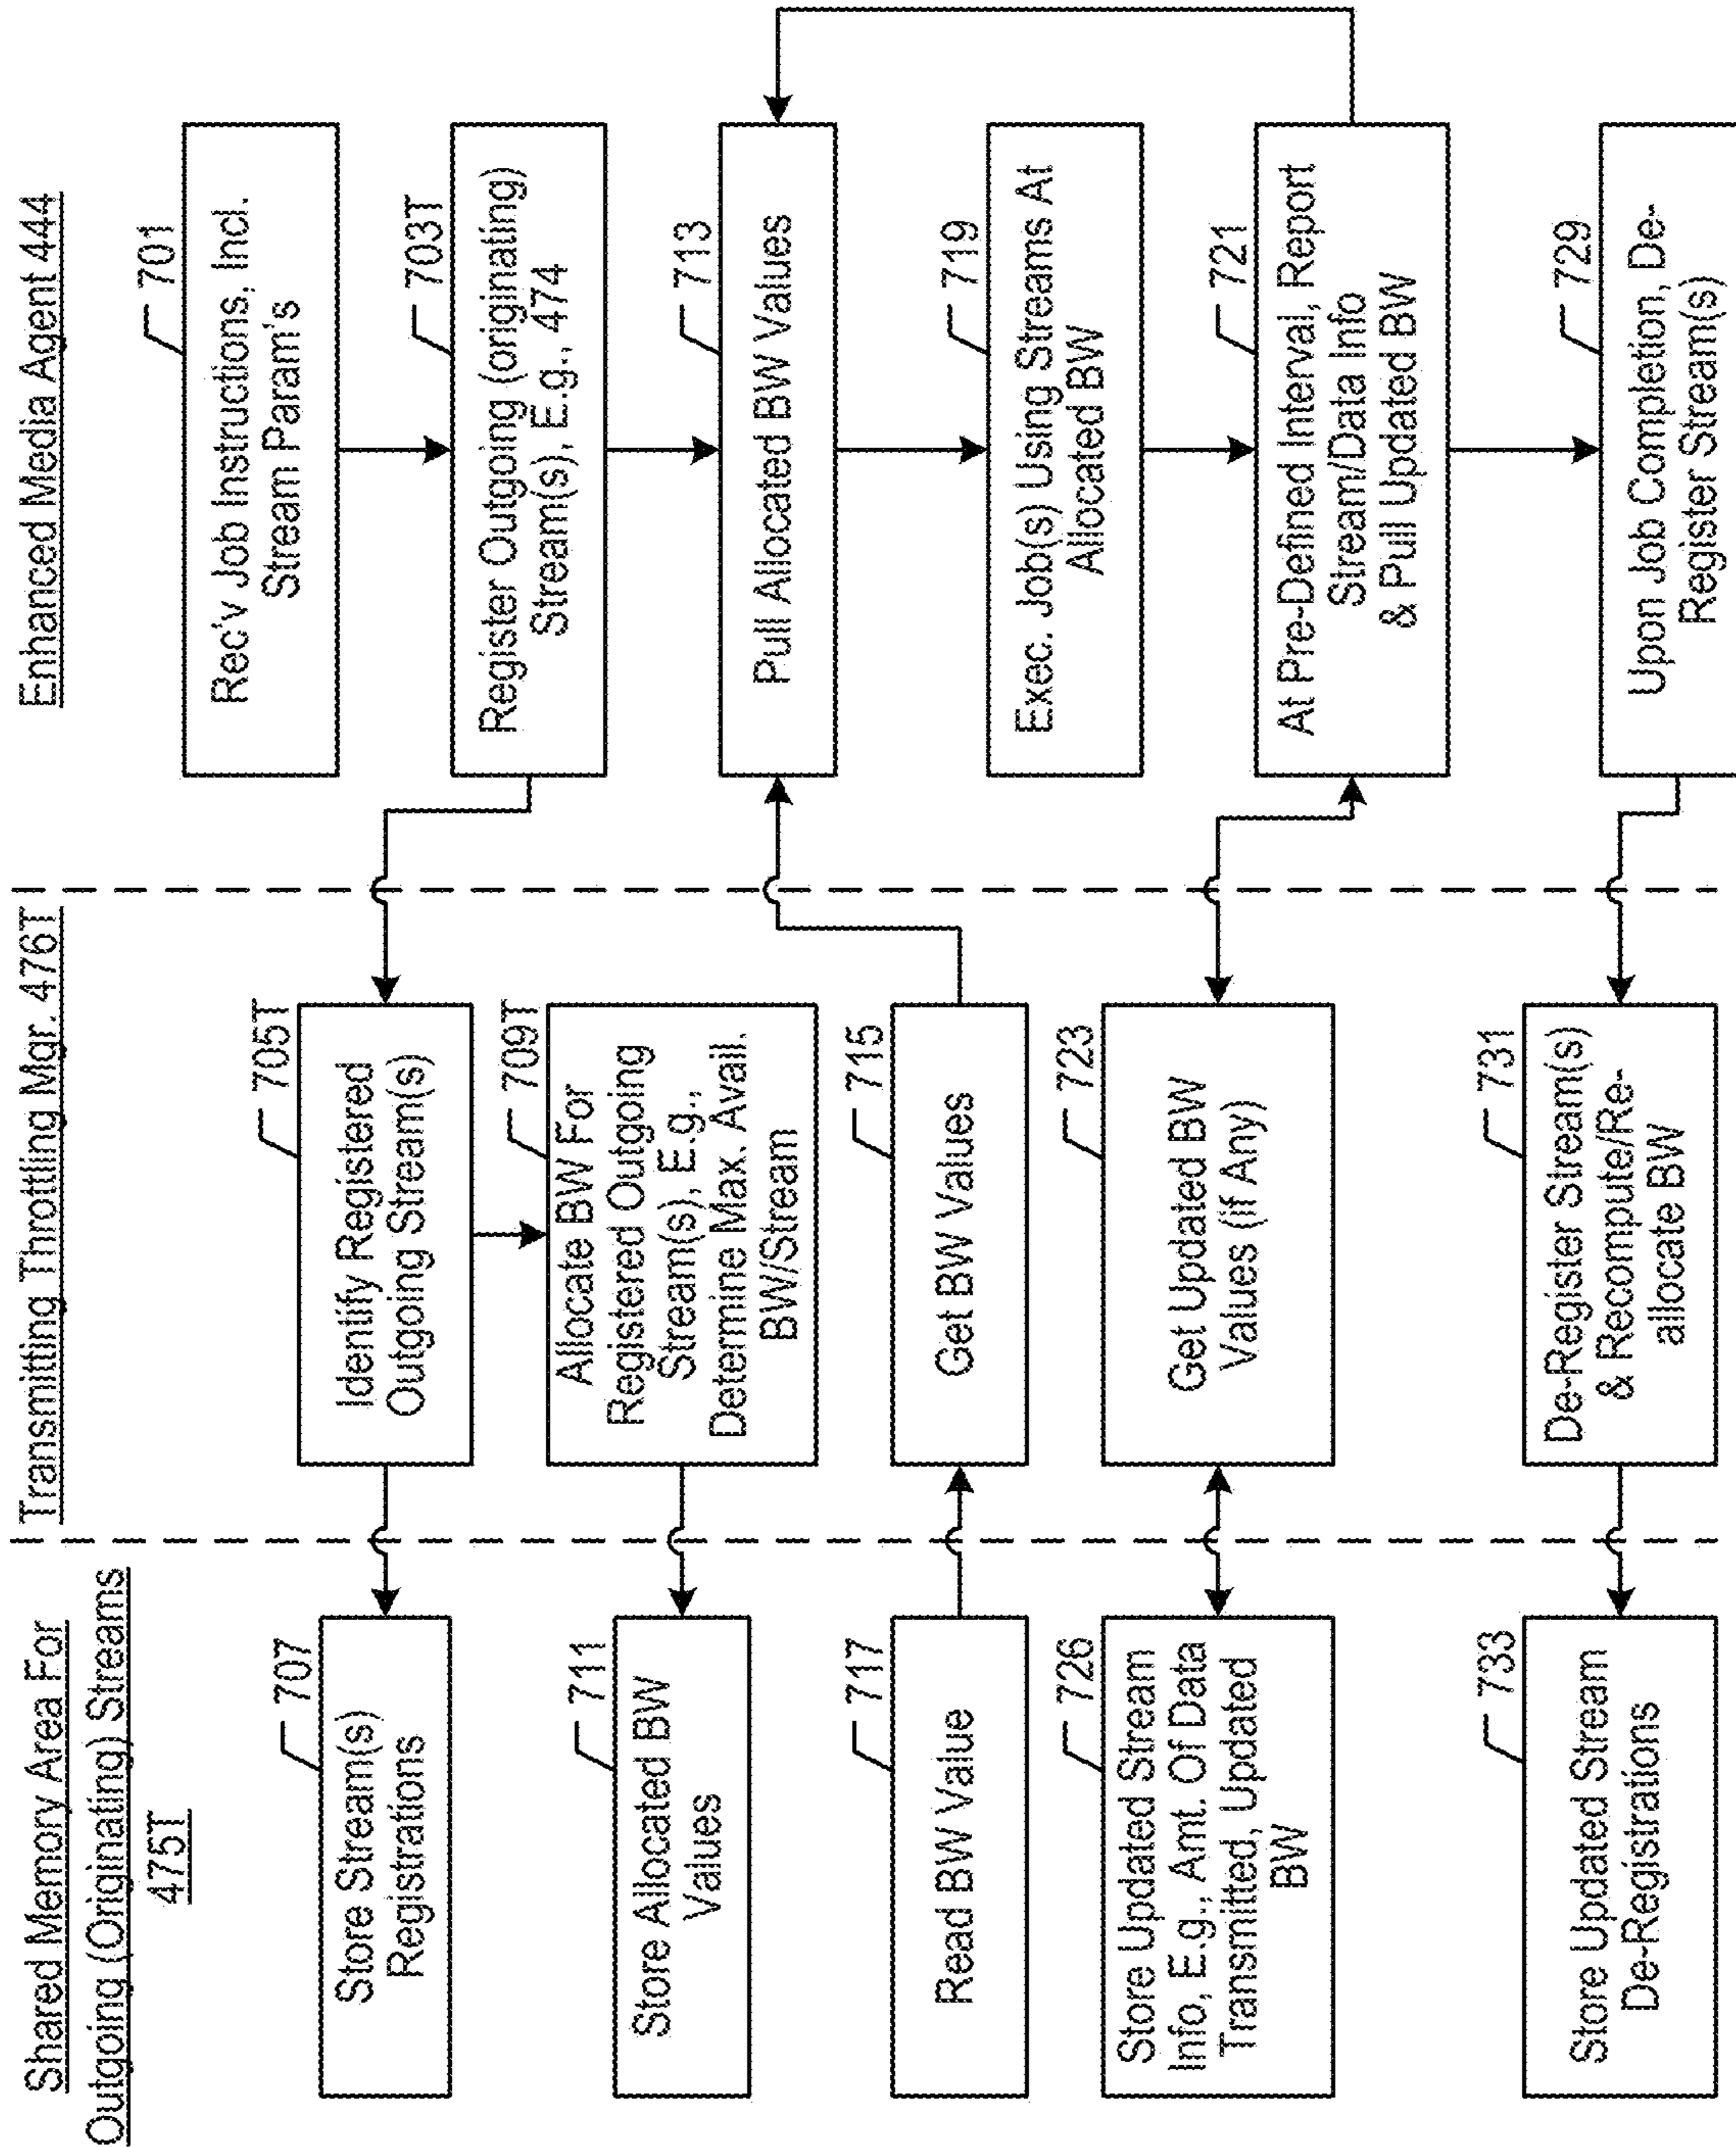 Shared Memory Area For
Outgoing (Originating) Streams
475T
707
Store Stream(s)
Registrations
711
Store Allocated BW
Values
717
Read BW Value
726
Store Updated Stream
Info, E.g., Amt. Of Data
Transmitted, Updated
BW
733
Store Updated Stream
De-Registrations
Transmitting Throttling Mgr. 476T
705T
Identify Registered
Outgoing Stream(s)
709T
Allocate BW For
Registered Outgoing
Stream(s), E.g.,
Determine Max. Avail.
BW/Stream
715
Get BW Values
723
Get Updated BW
Values (if Any)
731
De-Register Stream(s)
& Recompute/Re-
allocate BW
Enhanced Media Agent 444
701
Rec'v Job Instructions, Incl.
Stream Param's
703T
Register Outgoing (originating)
Stream(s), E.g., 474
713
Pull Allocated BW Values
719
Exec. Job(s) Using Streams At
Allocated BW
721
At Pre-Defined Interval, Report
Stream/Data Info
& Pull Updated BW
729
Upon Job Completion, De-
Register Stream(s)